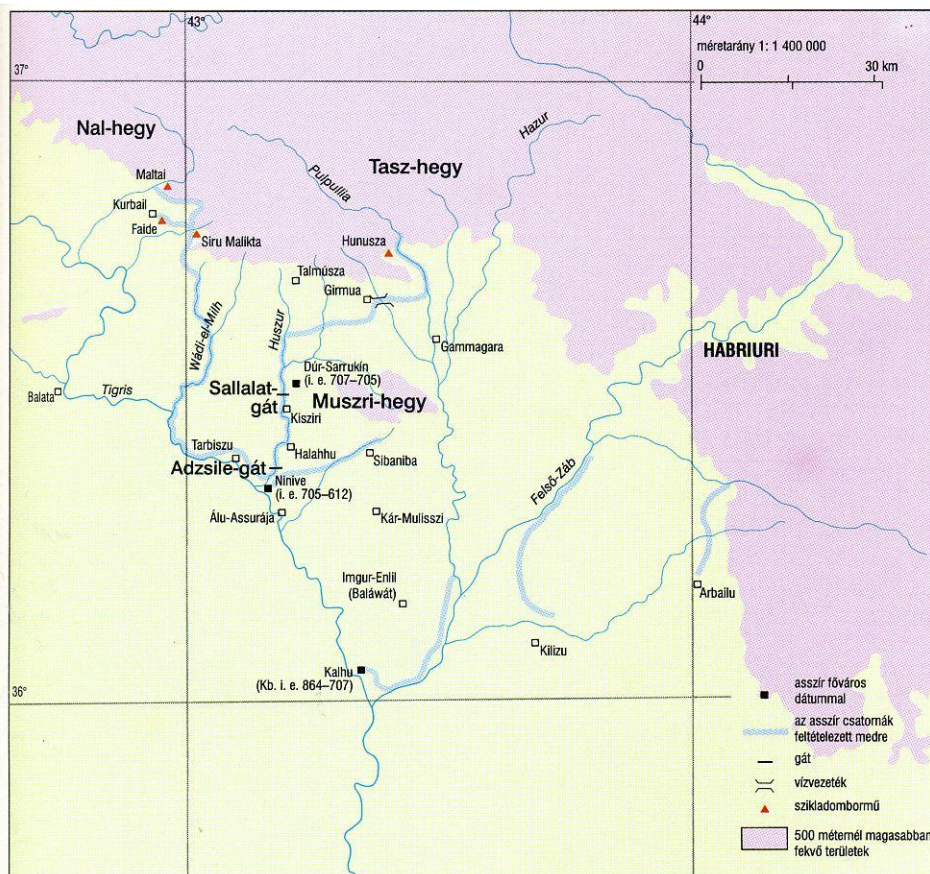 43°
44°
méretarány 1: 1 400 000
0 30 km
37°
Nal-hegy
Hazur
Tasz-hegy
Pulpullia
Maltai
Kurbail
Faide
Siru Malikta
Hunusza
Talmúsza
Girmua
Wádi-el-Milh
Huszur
Gammagara
HABRIURI
Dúr-Sarrukín
(i. e. 707–705)
Balata
Tigris
Sallalat-
gát
Muszri-hegy
Kisziri
Tarbiszu
Halahhu
Sibaniba
Adzsile-gát
Ninive
(i. e. 705–612)
Felső-Záb
Álu-Assurája
Kár-Mulisszi
Imgur-Enlil
(Baláwát)
Arbailu
Kilizu
Kalhu
(Kb. i. e. 864–707)
36°
asszír főváros
dátummal
az asszír csatornák
feltételezett medre
gát
vízvezeték
szikladombormű
500 méternél magasabban
fekvő területek